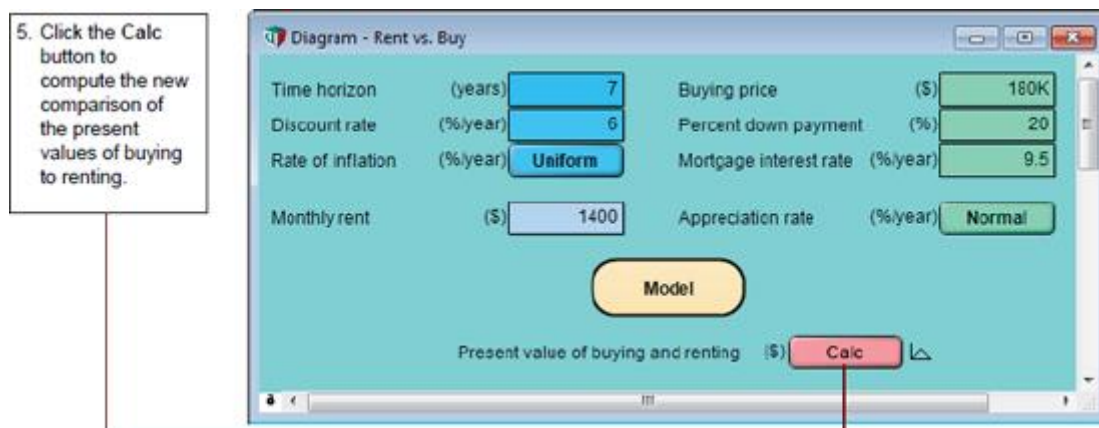 5. Click the Calc
button to
compute the new
comparison of
the present
values of buying
to renting.
Diagram - Rent vs. Buy
Time horizon (years) 7 Buying price ($) 180K
Discount rate (%/year) 6 Percent down payment (%) 20
Rate of inflation (%/year) Uniform Mortgage interest rate (%/year) 9.5
Monthly rent ($) 1400 Appreciation rate (%/year) Normal
Model
Present value of buying and renting ($) Calc